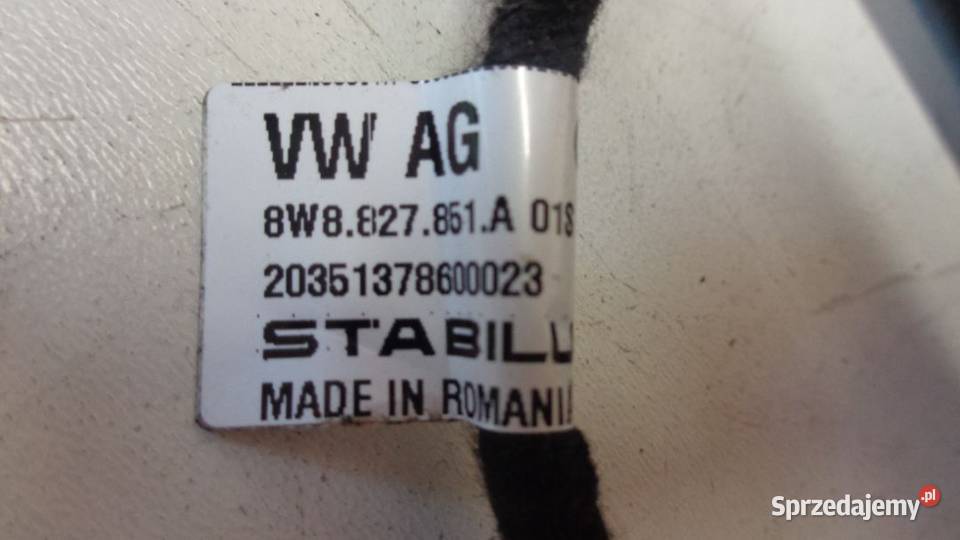 VW AG
8W8.827.851.A 01S
20351378600023
STABILU
MADE IN ROMANIA
Sprzedajemy.pl